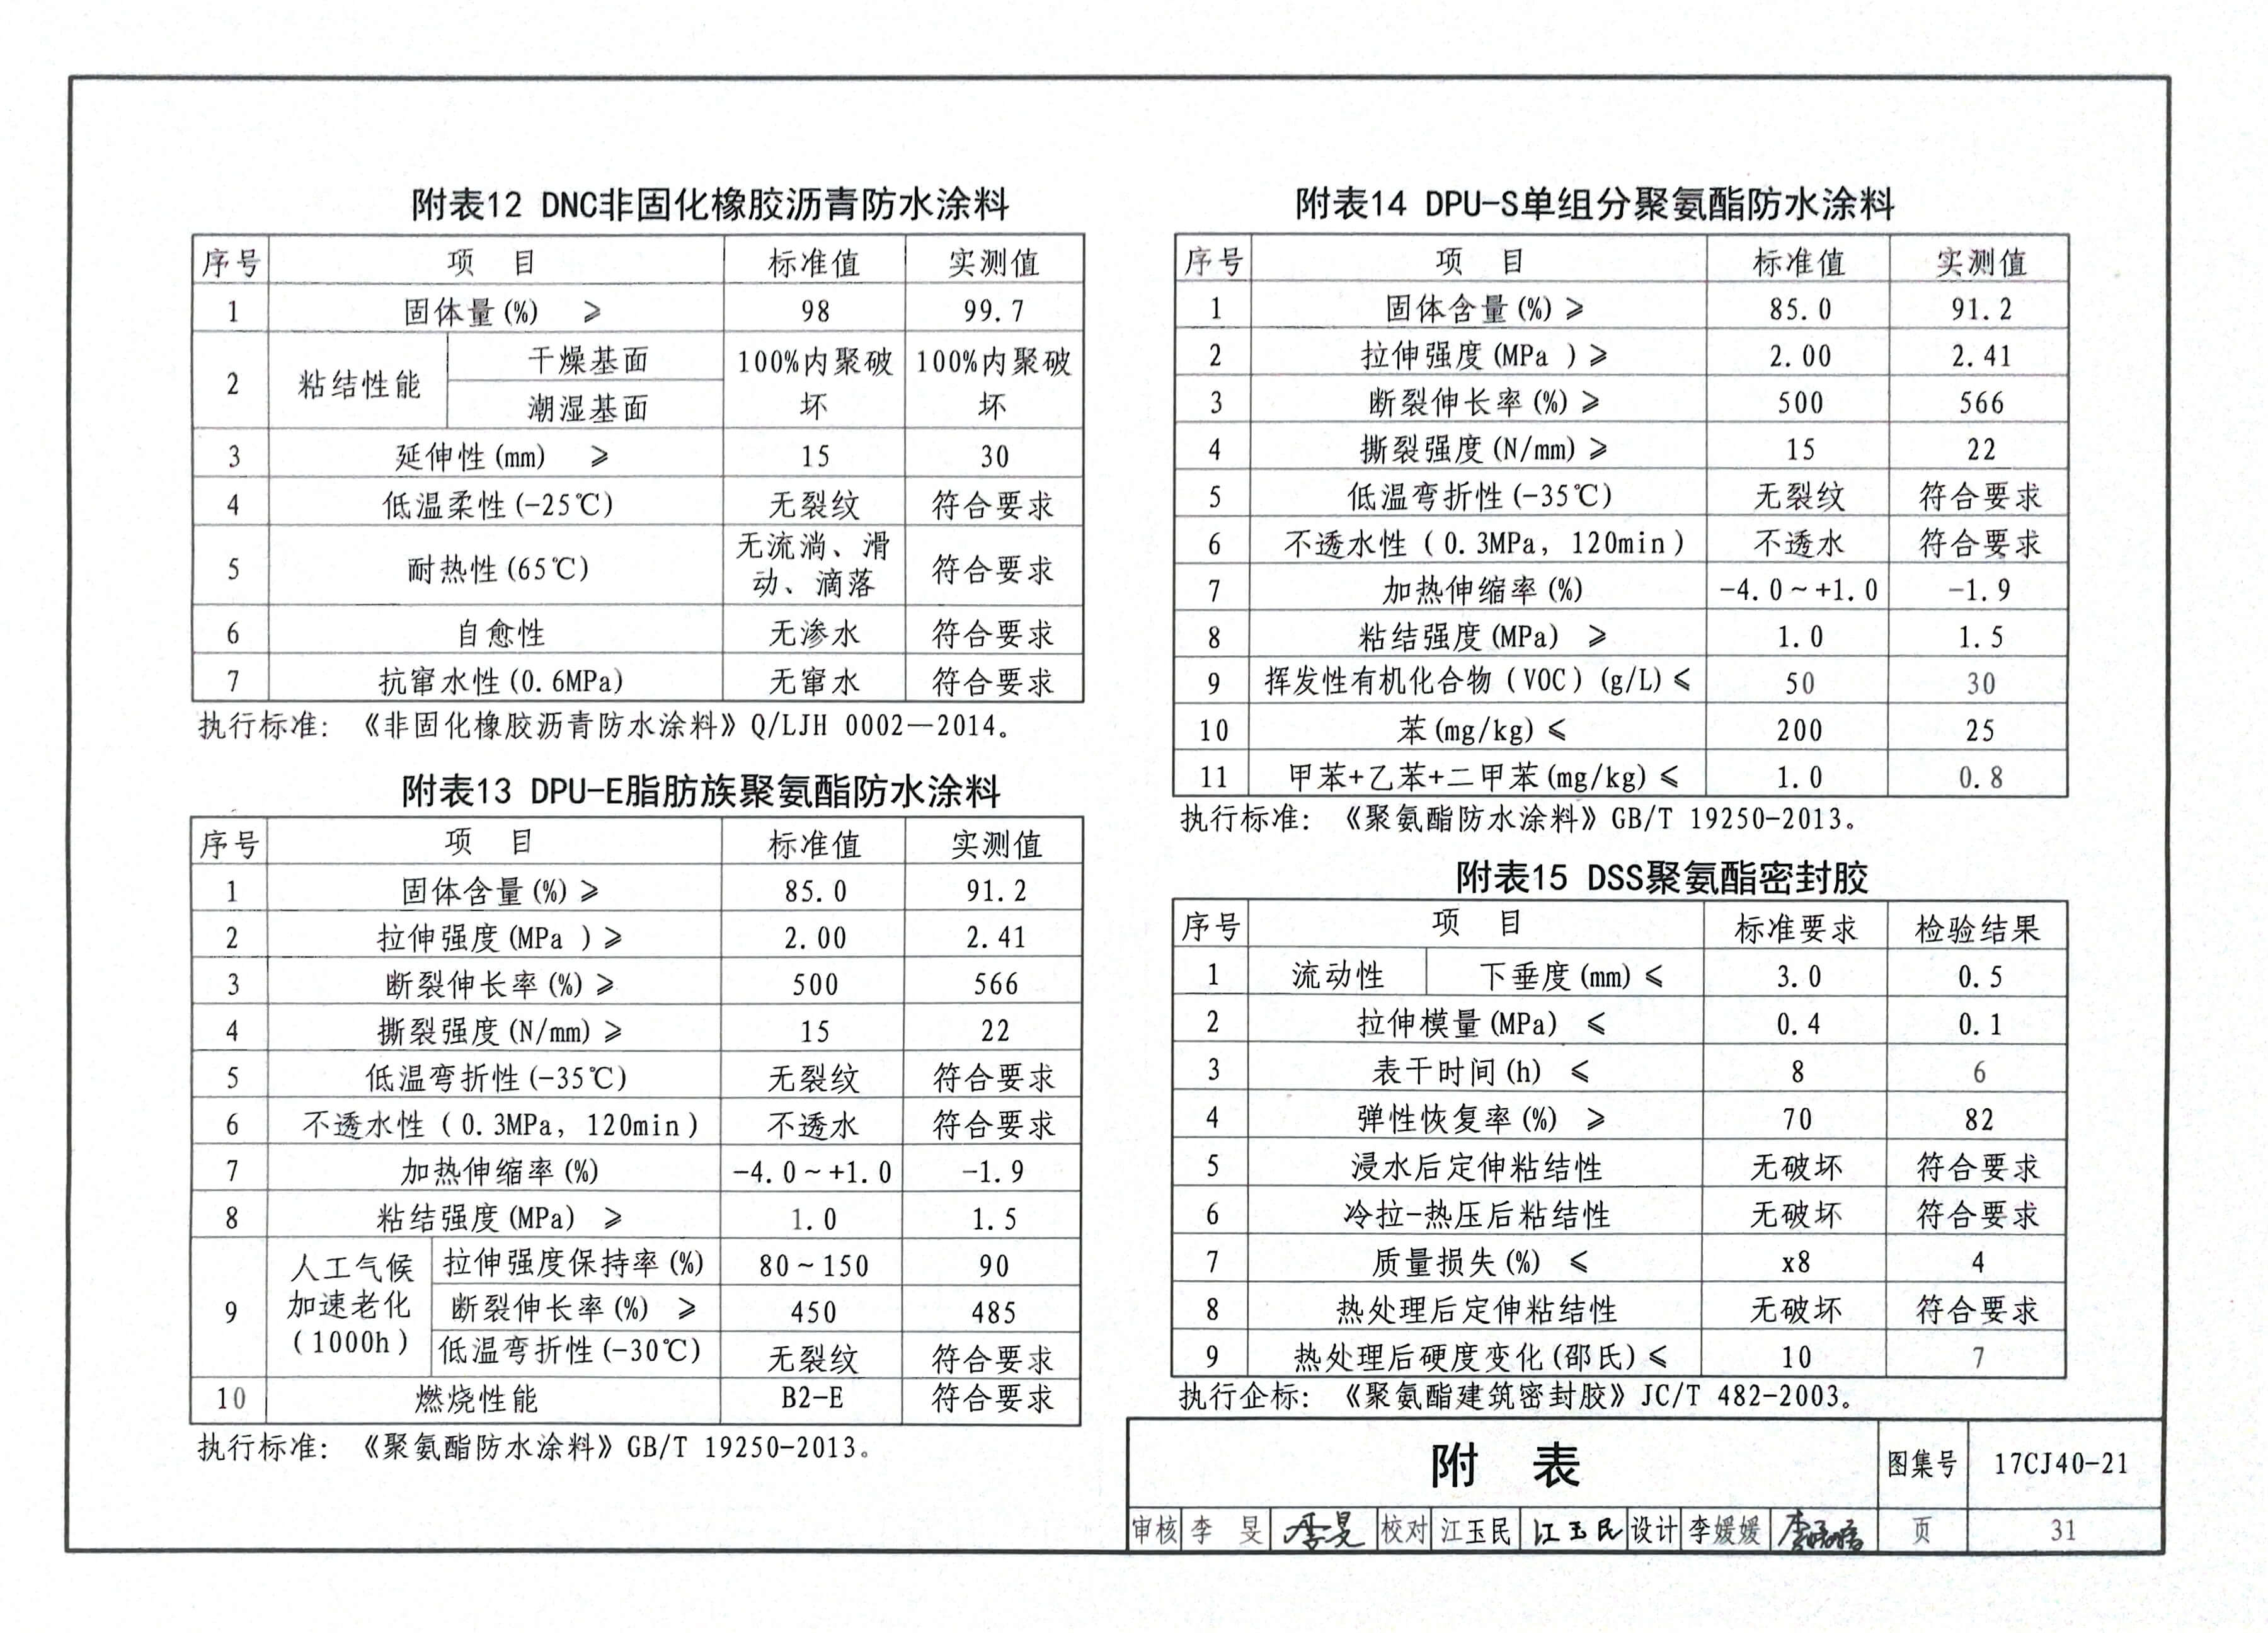 附表12 DNC非固化橡胶沥青防水涂料
序号 项 目 标准值 实测值
1 固体量(%) ≥ 98 99.7
2 粘结性能 干燥基面 潮湿基面 100%内聚破坏 100%内聚破坏
3 延伸性(mm) ≥ 15 30
4 低温柔性(-25℃) 无裂纹 符合要求
5 耐热性(65℃) 无流淌、滑动、滴落 符合要求
6 自愈性 无渗水 符合要求
7 抗窜水性(0.6MPa) 无窜水 符合要求
执行标准: 《非固化橡胶沥青防水涂料》Q/LJH 0002—2014。
附表13 DPU-E脂肪族聚氨酯防水涂料
序号 项 目 标准值 实测值
1 固体含量(%) ≥ 85.0 91.2
2 拉伸强度(MPa ) ≥ 2.00 2.41
3 断裂伸长率(%) ≥ 500 566
4 撕裂强度(N/mm) ≥ 15 22
5 低温弯折性(-35℃) 无裂纹 符合要求
6 不透水性(0.3MPa, 120min) 不透水 符合要求
7 加热伸缩率(%) -4.0~+1.0 -1.9
8 粘结强度(MPa) ≥ 1.0 1.5
9 人工气候加速老化(1000h) 拉伸强度保持率(%) 80~150 90
断裂伸长率(%) ≥ 450 485
低温弯折性(-30℃) 无裂纹 符合要求
10 燃烧性能 B2-E 符合要求
执行标准: 《聚氨酯防水涂料》GB/T 19250-2013。
附表14 DPU-S单组分聚氨酯防水涂料
序号 项 目 标准值 实测值
1 固体含量(%) ≥ 85.0 91.2
2 拉伸强度(MPa ) ≥ 2.00 2.41
3 断裂伸长率(%) ≥ 500 566
4 撕裂强度(N/mm) ≥ 15 22
5 低温弯折性(-35℃) 无裂纹 符合要求
6 不透水性(0.3MPa, 120min) 不透水 符合要求
7 加热伸缩率(%) -4.0~+1.0 -1.9
8 粘结强度(MPa) ≥ 1.0 1.5
9 挥发性有机化合物(VOC)(g/L) ≤ 50 30
10 苯(mg/kg) ≤ 200 25
11 甲苯+乙苯+二甲苯(mg/kg) ≤ 1.0 0.8
执行标准: 《聚氨酯防水涂料》GB/T 19250-2013。
附表15 DSS聚氨酯密封胶
序号 项 目 标准要求 检验结果
1 流动性 下垂度(mm) ≤ 3.0 0.5
2 拉伸模量(MPa) ≤ 0.4 0.1
3 表干时间(h) ≤ 8 6
4 弹性恢复率(%) ≥ 70 82
5 浸水后定伸粘结性 无破坏 符合要求
6 冷拉-热压后粘结性 无破坏 符合要求
7 质量损失(%) ≤ x8 4
8 热处理后定伸粘结性 无破坏 符合要求
9 热处理后硬度变化(邵氏) ≤ 10 7
执行企标: 《聚氨酯建筑密封胶》JC/T 482-2003。
附 表 图集号 17CJ40-21
审核 李 旻 李旻 校对 江玉民 江玉民 设计 李媛媛 李媛媛 页 31